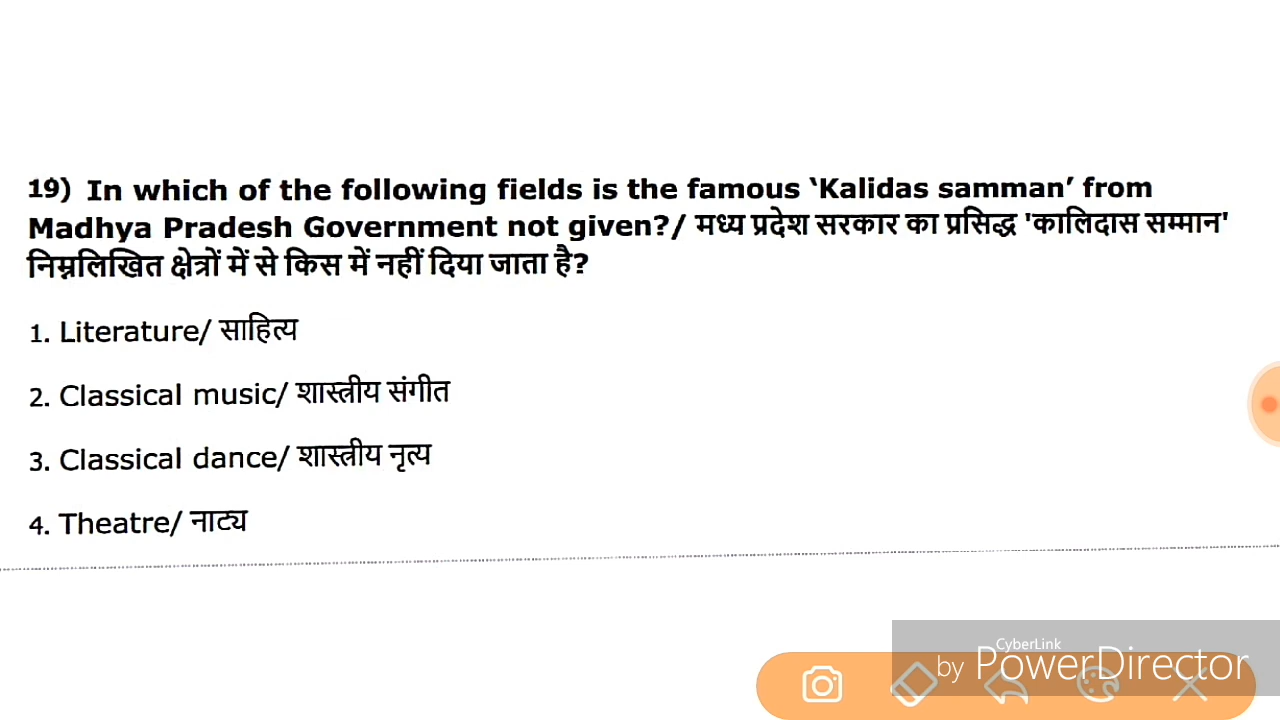 19) In which of the following fields is the famous ‘Kalidas samman’ from
Madhya Pradesh Government not given?/ मध्य प्रदेश सरकार का प्रसिद्ध 'कालिदास सम्मान'
निम्नलिखित क्षेत्रों में से किस में नहीं दिया जाता है?
1. Literature/ साहित्य
2. Classical music/ शास्त्रीय संगीत
3. Classical dance/ शास्त्रीय नृत्य
4. Theatre/ नाट्य
CyberLink
by PowerDirector